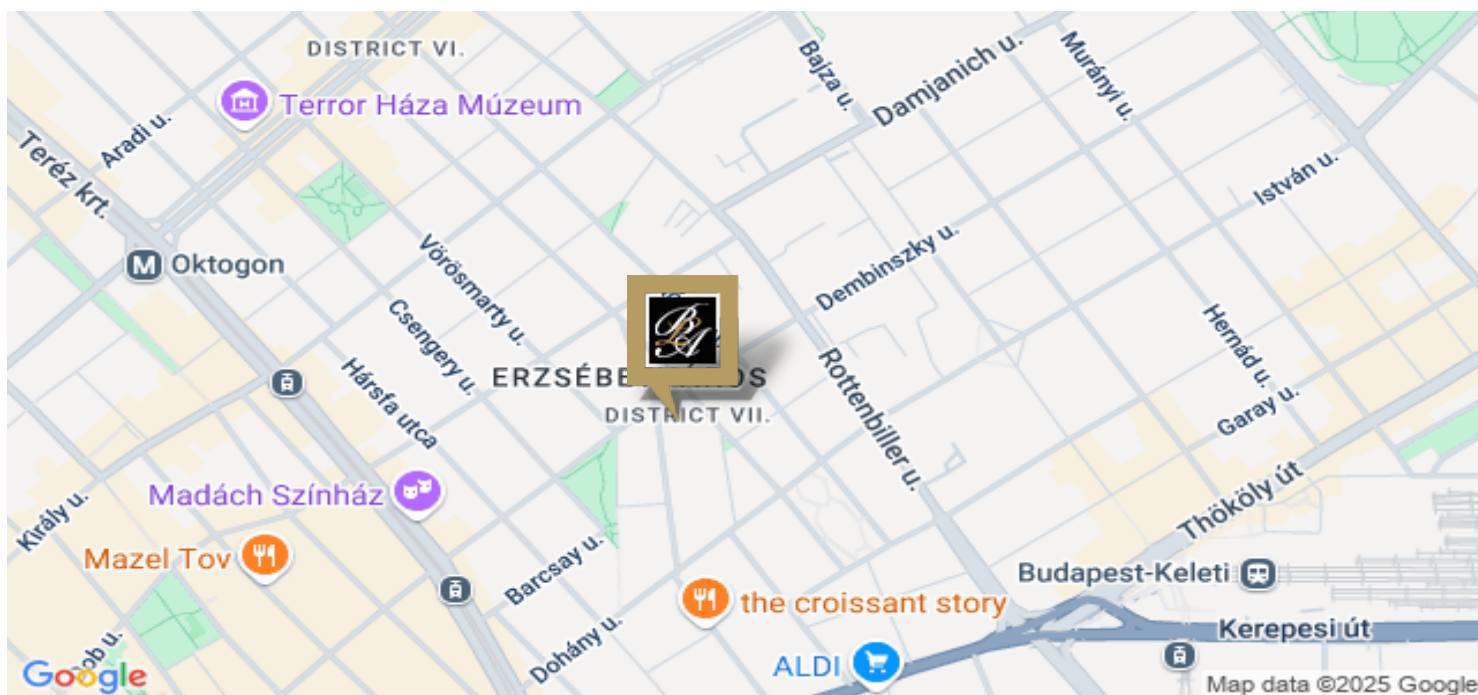 DISTRICT VI.
Terror Háza Múzeum
Aradi u.
Teréz krt.
Bajza u.
Damjanich u.
Murányi u.
István u.
M Oktogon
Vörösmarty u.
Csengery u.
Hársfa utca
Dembinszky u.
BLA
DISTRICT VII.
Rottenbiller u.
Hernád u.
Garay u.
Madách Színház
Király u.
Mazel Tov
Barcsay u.
Dohány u.
the croissant story
Thököly út
Budapest-Keleti
Kerepesi út
ALDI
Google
Map data ©2025 Google